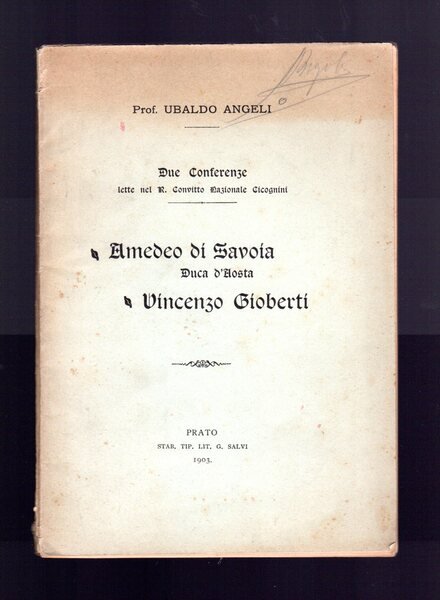 Prof. UBALDO ANGELI
Due Conferenze
lette nel R. Convitto Nazionale Cicognini
Amedeo di Savoia
Duca d'Aosta
Vincenzo Gioberti
PRATO
STAB. TIP. LIT. G. SALVI
1903.